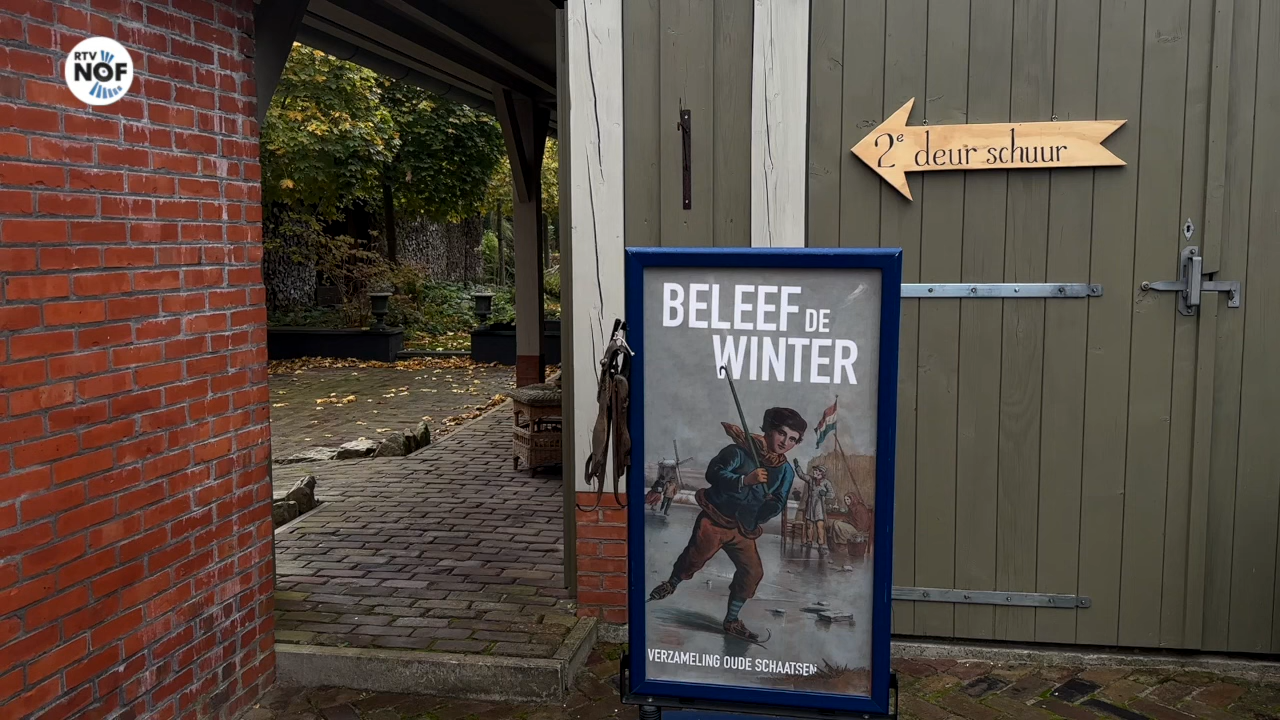 RTV
NOF
2e deur schuur
BELEEF DE
WINTER
VERZAMELING OUDE SCHAATSEN